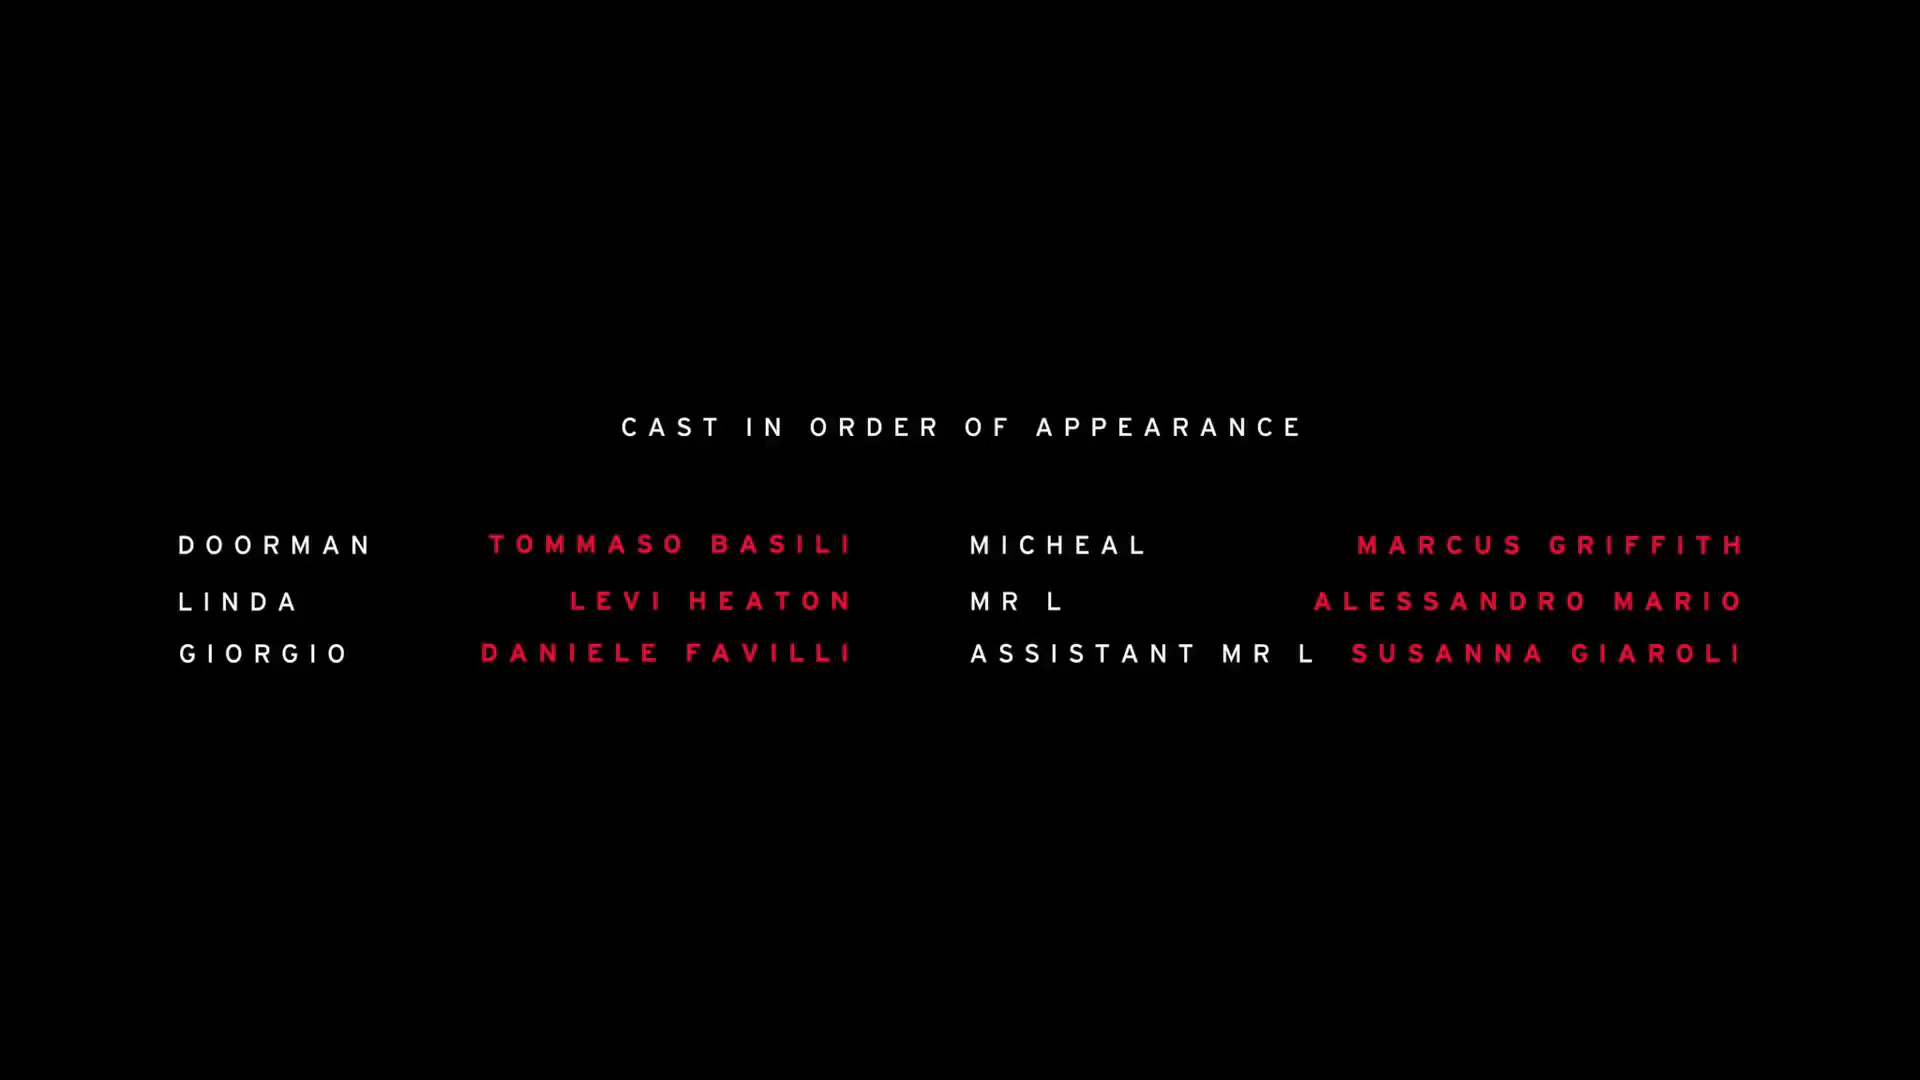 CAST IN ORDER OF APPEARANCE
DOORMAN TOMMASO BASILI
LINDA LEVI HEATON
GIORGIO DANIELE FAVILLI
MICHEAL MARCUS GRIFFITH
MR L ALESSANDRO MARIO
ASSISTANT MR L SUSANNA GIAROLI